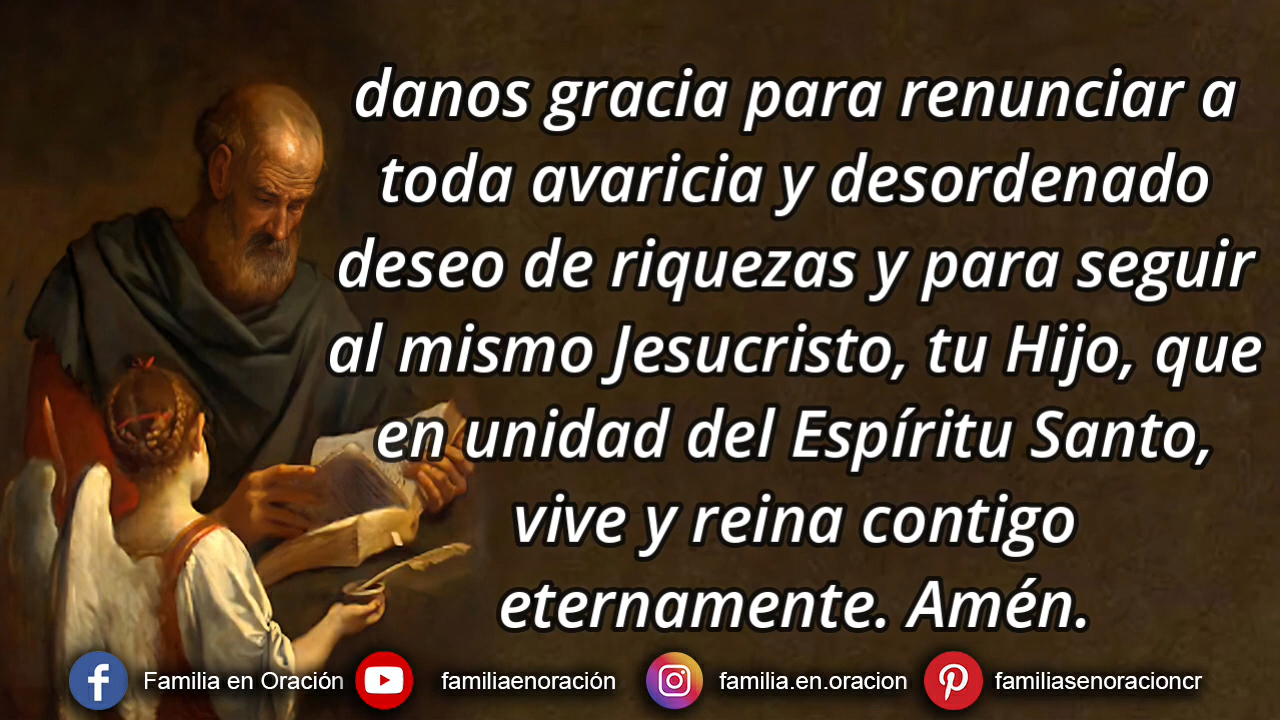 danos gracia para renunciar a
toda avaricia y desordenado
deseo de riquezas y para seguir
al mismo Jesucristo, tu Hijo, que
en unidad del Espíritu Santo,
vive y reina contigo
eternamente. Amén.
Familia en Oración familiaenoración familia.en.oracion familiasenoracioncr